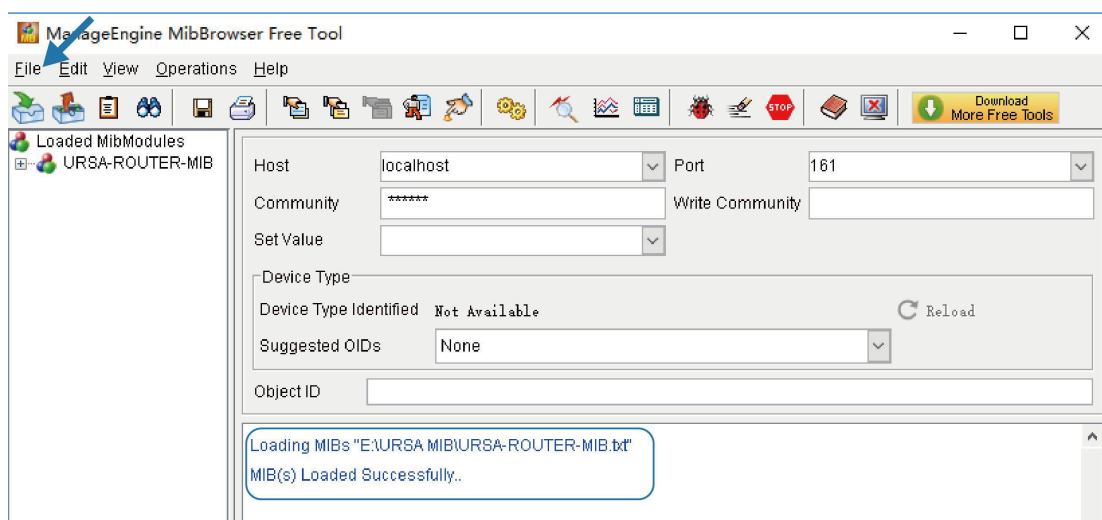 ManageEngine MibBrowser Free Tool
File Edit View Operations Help
STOP
Download
More Free Tools
Loaded MibModules
URSA-ROUTER-MIB
Host localhost Port 161
Community ****** Write Community
Set Value
Device Type
Device Type Identified Not Available Reload
Suggested OIDs None
Object ID
Loading MIBs "E:\URSA MIB\URSA-ROUTER-MIB.txt"
MIB(s) Loaded Successfully..